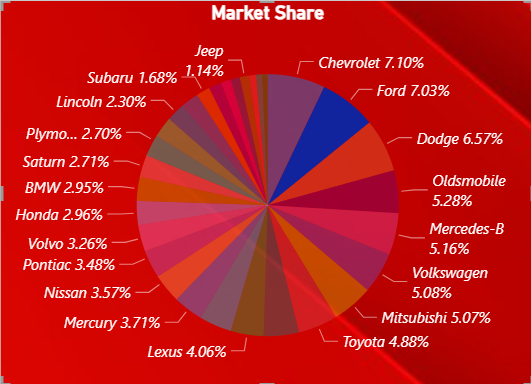 Market Share
Jeep
1.14%
Chevrolet 7.10%
Subaru 1.68%
Ford 7.03%
Lincoln 2.30%
Plymo... 2.70%
Dodge 6.57%
Saturn 2.71%
Oldsmobile
5.28%
BMW 2.95%
Honda 2.96%
Mercedes-B
5.16%
Volvo 3.26%
Pontiac 3.48%
Volkswagen
5.08%
Nissan 3.57%
Mitsubishi 5.07%
Mercury 3.71%
Toyota 4.88%
Lexus 4.06%